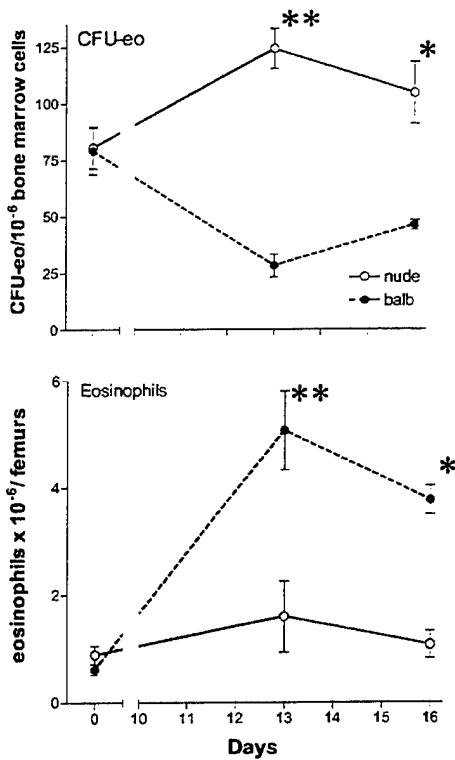 CFU-eo
**
*
125
100
75
50
25
0
CFU-eo/10⁻⁶ bone marrow cells
nude
balb
Eosinophils
**
*
6
4
2
0
eosinophils x 10⁻⁶/ femurs
0 10 11 12 13 14 15 16
Days